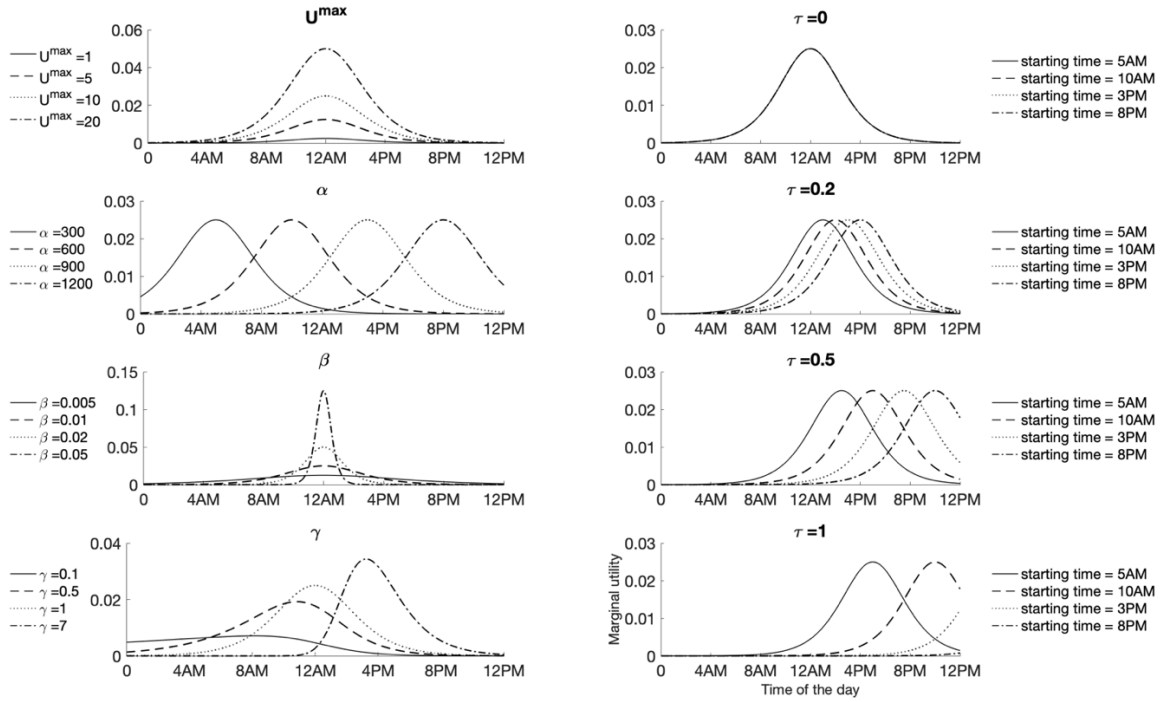 U^max
U^max =1
U^max =5
U^max =10
U^max =20
0.06
0.04
0.02
0
0 4AM 8AM 12AM 4PM 8PM 12PM
τ =0
0.03
0.02
0.01
0
0 4AM 8AM 12AM 4PM 8PM 12PM
starting time = 5AM
starting time = 10AM
starting time = 3PM
starting time = 8PM
α
α =300
α =600
α =900
α =1200
0.03
0.02
0.01
0
0 4AM 8AM 12AM 4PM 8PM 12PM
τ =0.2
0.03
0.02
0.01
0
0 4AM 8AM 12AM 4PM 8PM 12PM
starting time = 5AM
starting time = 10AM
starting time = 3PM
starting time = 8PM
β
β =0.005
β =0.01
β =0.02
β =0.05
0.15
0.1
0.05
0
0 4AM 8AM 12AM 4PM 8PM 12PM
τ =0.5
0.03
0.02
0.01
0
0 4AM 8AM 12AM 4PM 8PM 12PM
starting time = 5AM
starting time = 10AM
starting time = 3PM
starting time = 8PM
γ
γ =0.1
γ =0.5
γ =1
γ =7
0.04
0.02
0
0 4AM 8AM 12AM 4PM 8PM 12PM
τ =1
Marginal utility
0.03
0.02
0.01
0
0 4AM 8AM 12AM 4PM 8PM 12PM
Time of the day
starting time = 5AM
starting time = 10AM
starting time = 3PM
starting time = 8PM